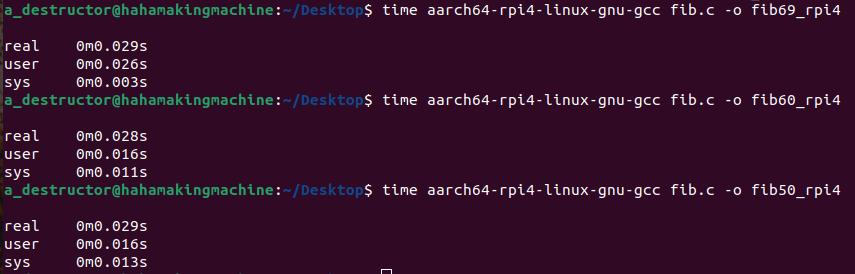 a_destructor@hahamakingmachine:~/Desktop$ time aarch64-rpi4-linux-gnu-gcc fib.c -o fib69_rpi4
real 0m0.029s
user 0m0.026s
sys 0m0.003s
a_destructor@hahamakingmachine:~/Desktop$ time aarch64-rpi4-linux-gnu-gcc fib.c -o fib60_rpi4
real 0m0.028s
user 0m0.016s
sys 0m0.011s
a_destructor@hahamakingmachine:~/Desktop$ time aarch64-rpi4-linux-gnu-gcc fib.c -o fib50_rpi4
real 0m0.029s
user 0m0.016s
sys 0m0.013s